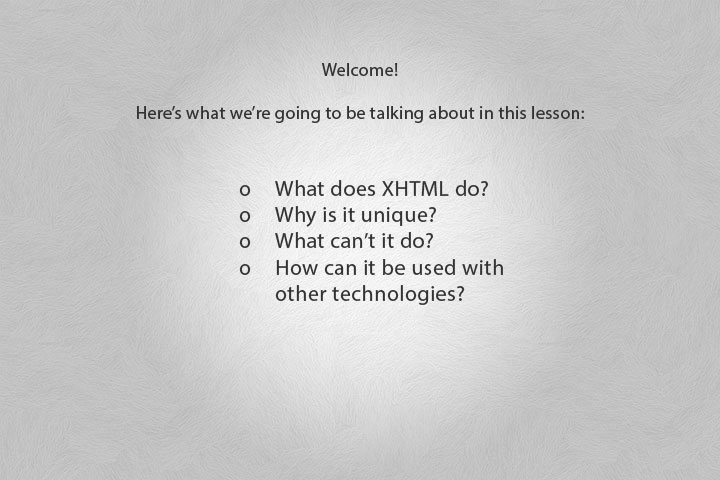 Welcome!
Here’s what we’re going to be talking about in this lesson:
o What does XHTML do?
o Why is it unique?
o What can’t it do?
o How can it be used with
other technologies?